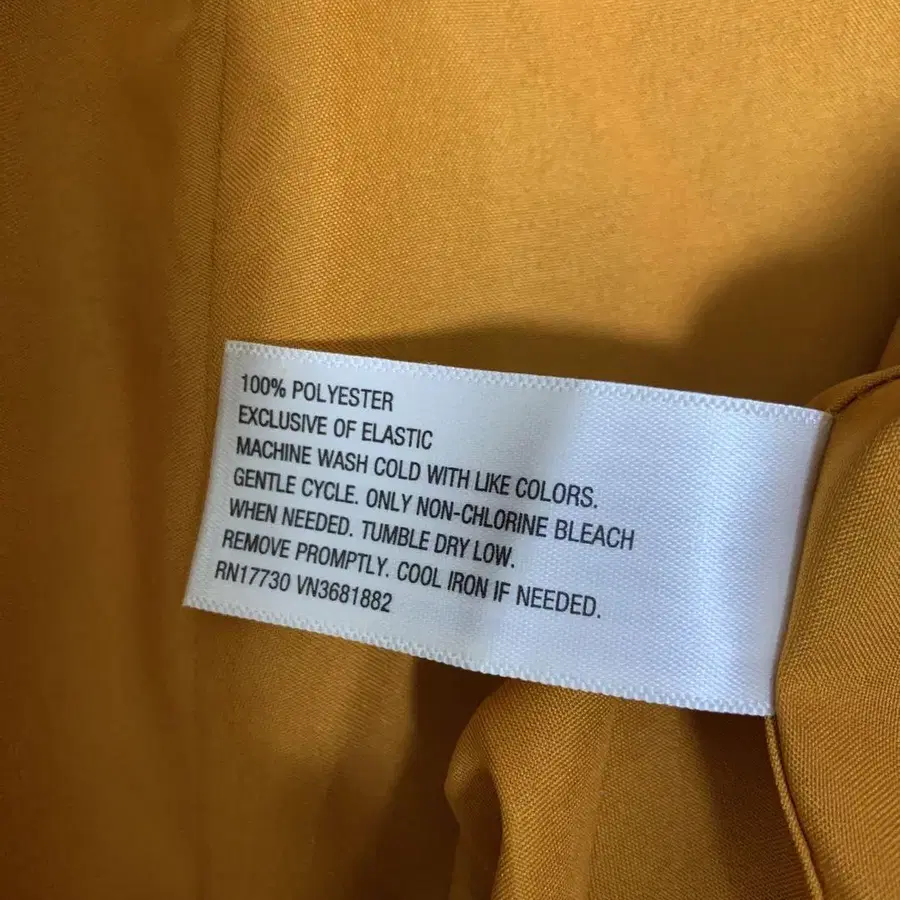 100% POLYESTER
EXCLUSIVE OF ELASTIC
MACHINE WASH COLD WITH LIKE COLORS.
GENTLE CYCLE. ONLY NON-CHLORINE BLEACH
WHEN NEEDED. TUMBLE DRY LOW.
REMOVE PROMPTLY. COOL IRON IF NEEDED.
RN17730 VN3681882